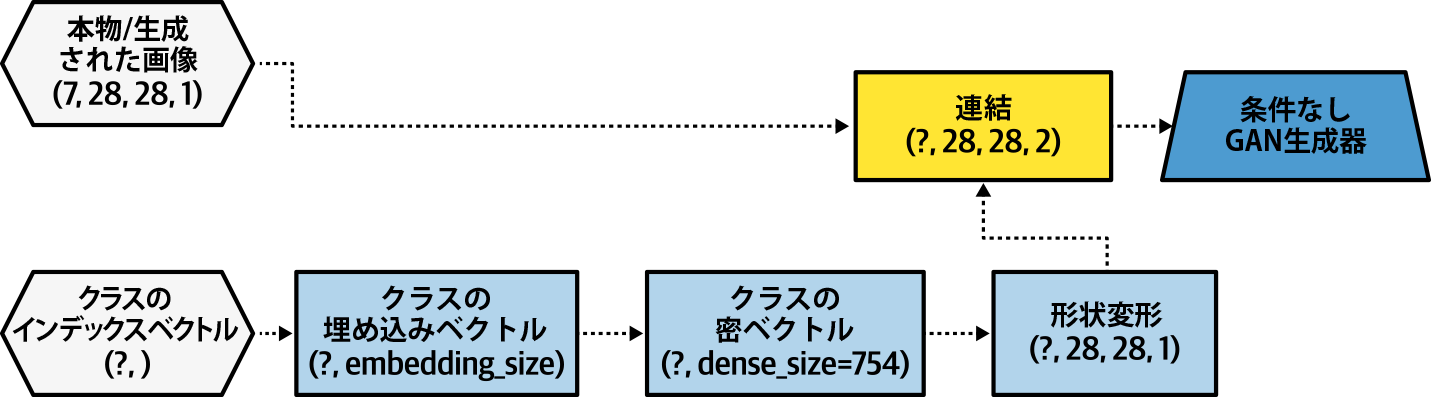 本物/生成
された画像
(7, 28, 28, 1)
連結
(?, 28, 28, 2)
条件なし
GAN生成器
クラスの
インデックスベクトル
(?, )
クラスの
埋め込みベクトル
(?, embedding_size)
クラスの
密ベクトル
(?, dense_size=754)
形状変形
(?, 28, 28, 1)